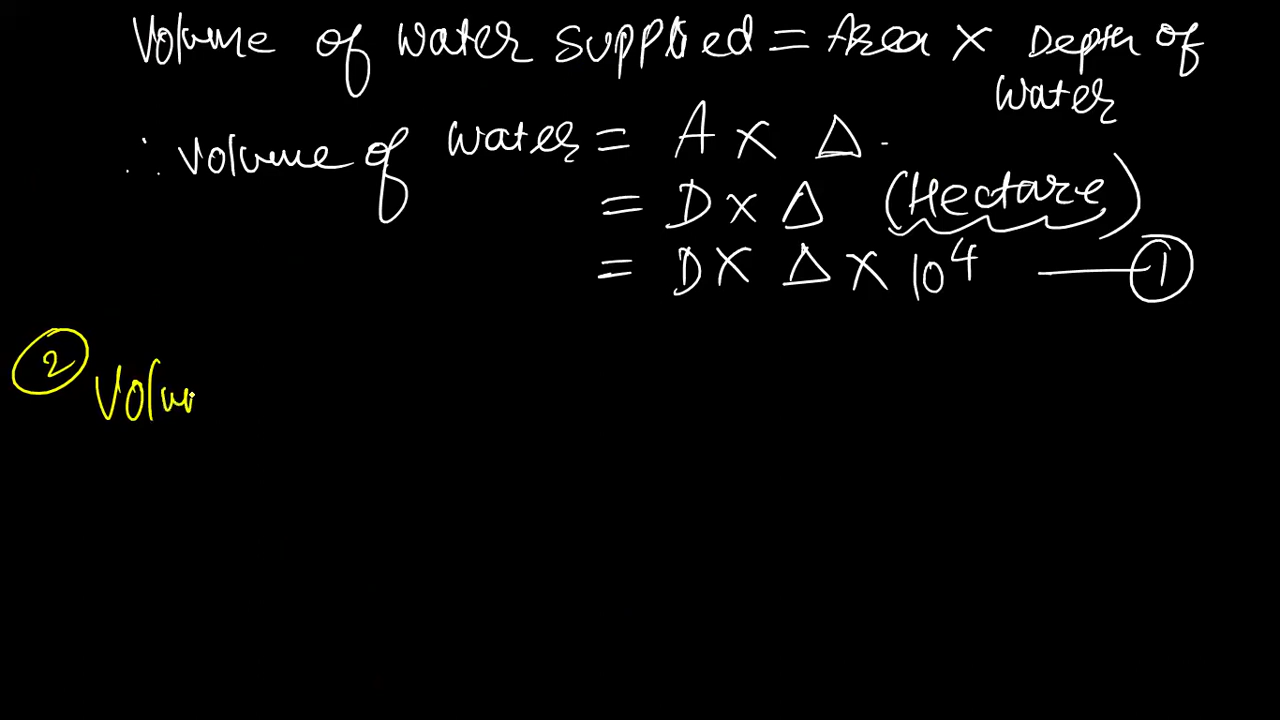 Volume of water supplied = Area × Depth of
water
∴ volume of water = A × Δ
= D × Δ (Hectare)
= D × Δ × 10⁴ —— ①
② Volu